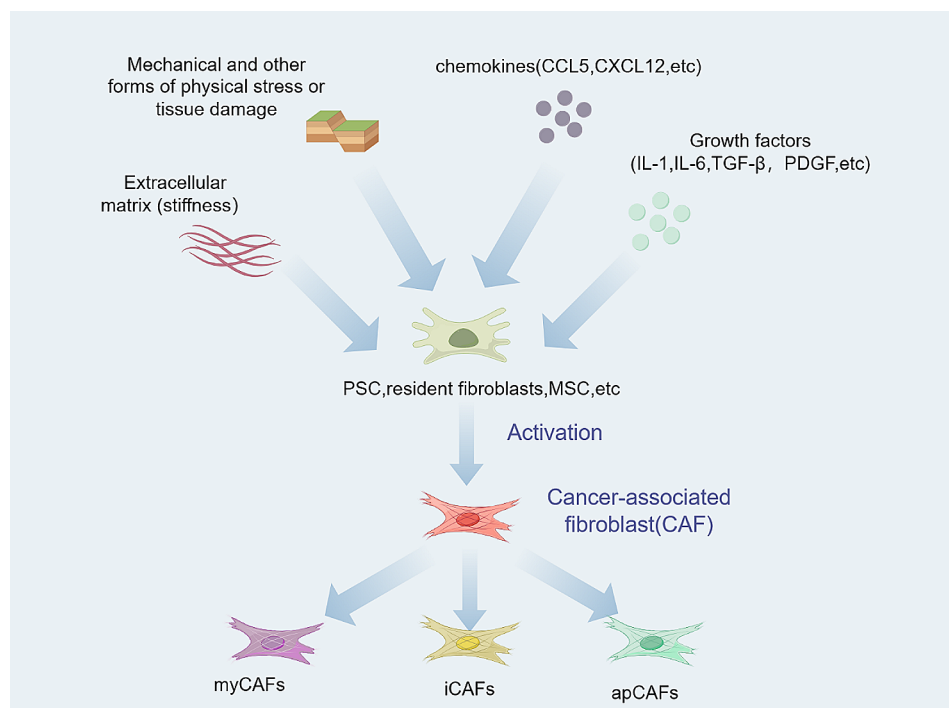 Mechanical and other
forms of physical stress or
tissue damage
chemokines(CCL5,CXCL12,etc)
Growth factors
(IL-1,IL-6,TGF-β，PDGF,etc)
Extracellular
matrix (stiffness)
PSC,resident fibroblasts,MSC,etc
Activation
Cancer-associated
fibroblast(CAF)
myCAFs
iCAFs
apCAFs